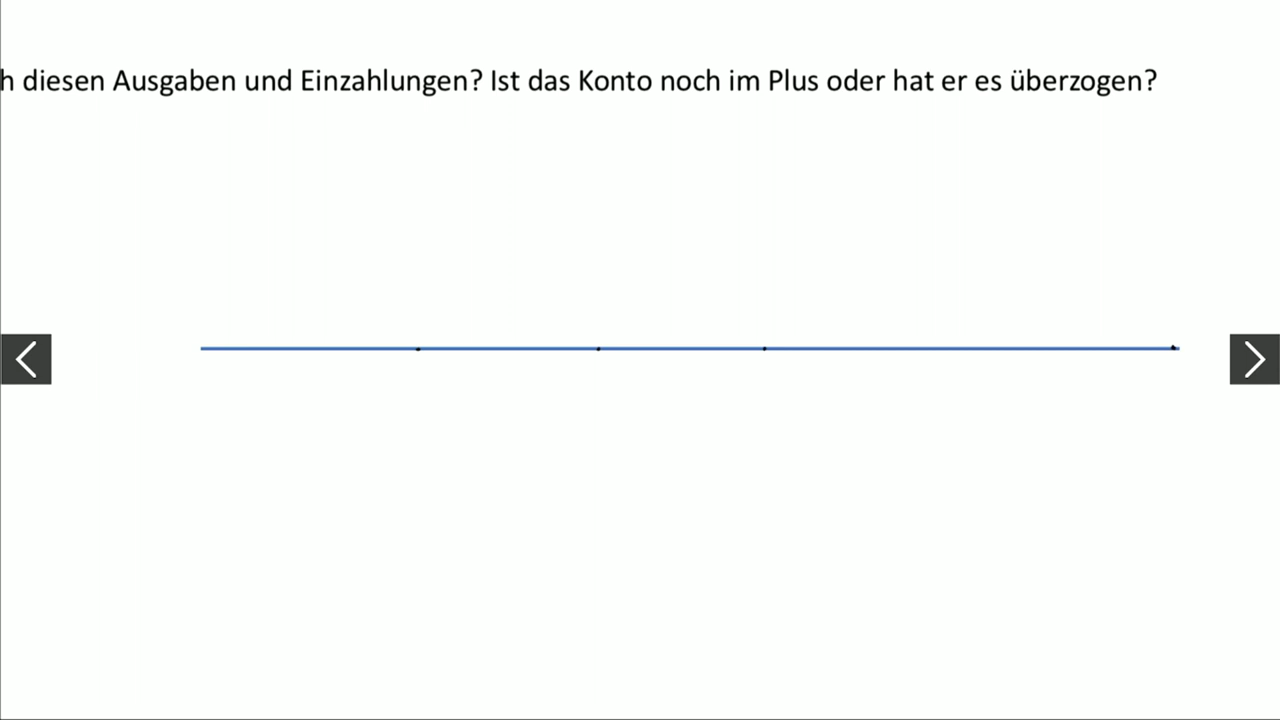 h diesen Ausgaben und Einzahlungen? Ist das Konto noch im Plus oder hat er es überzogen?